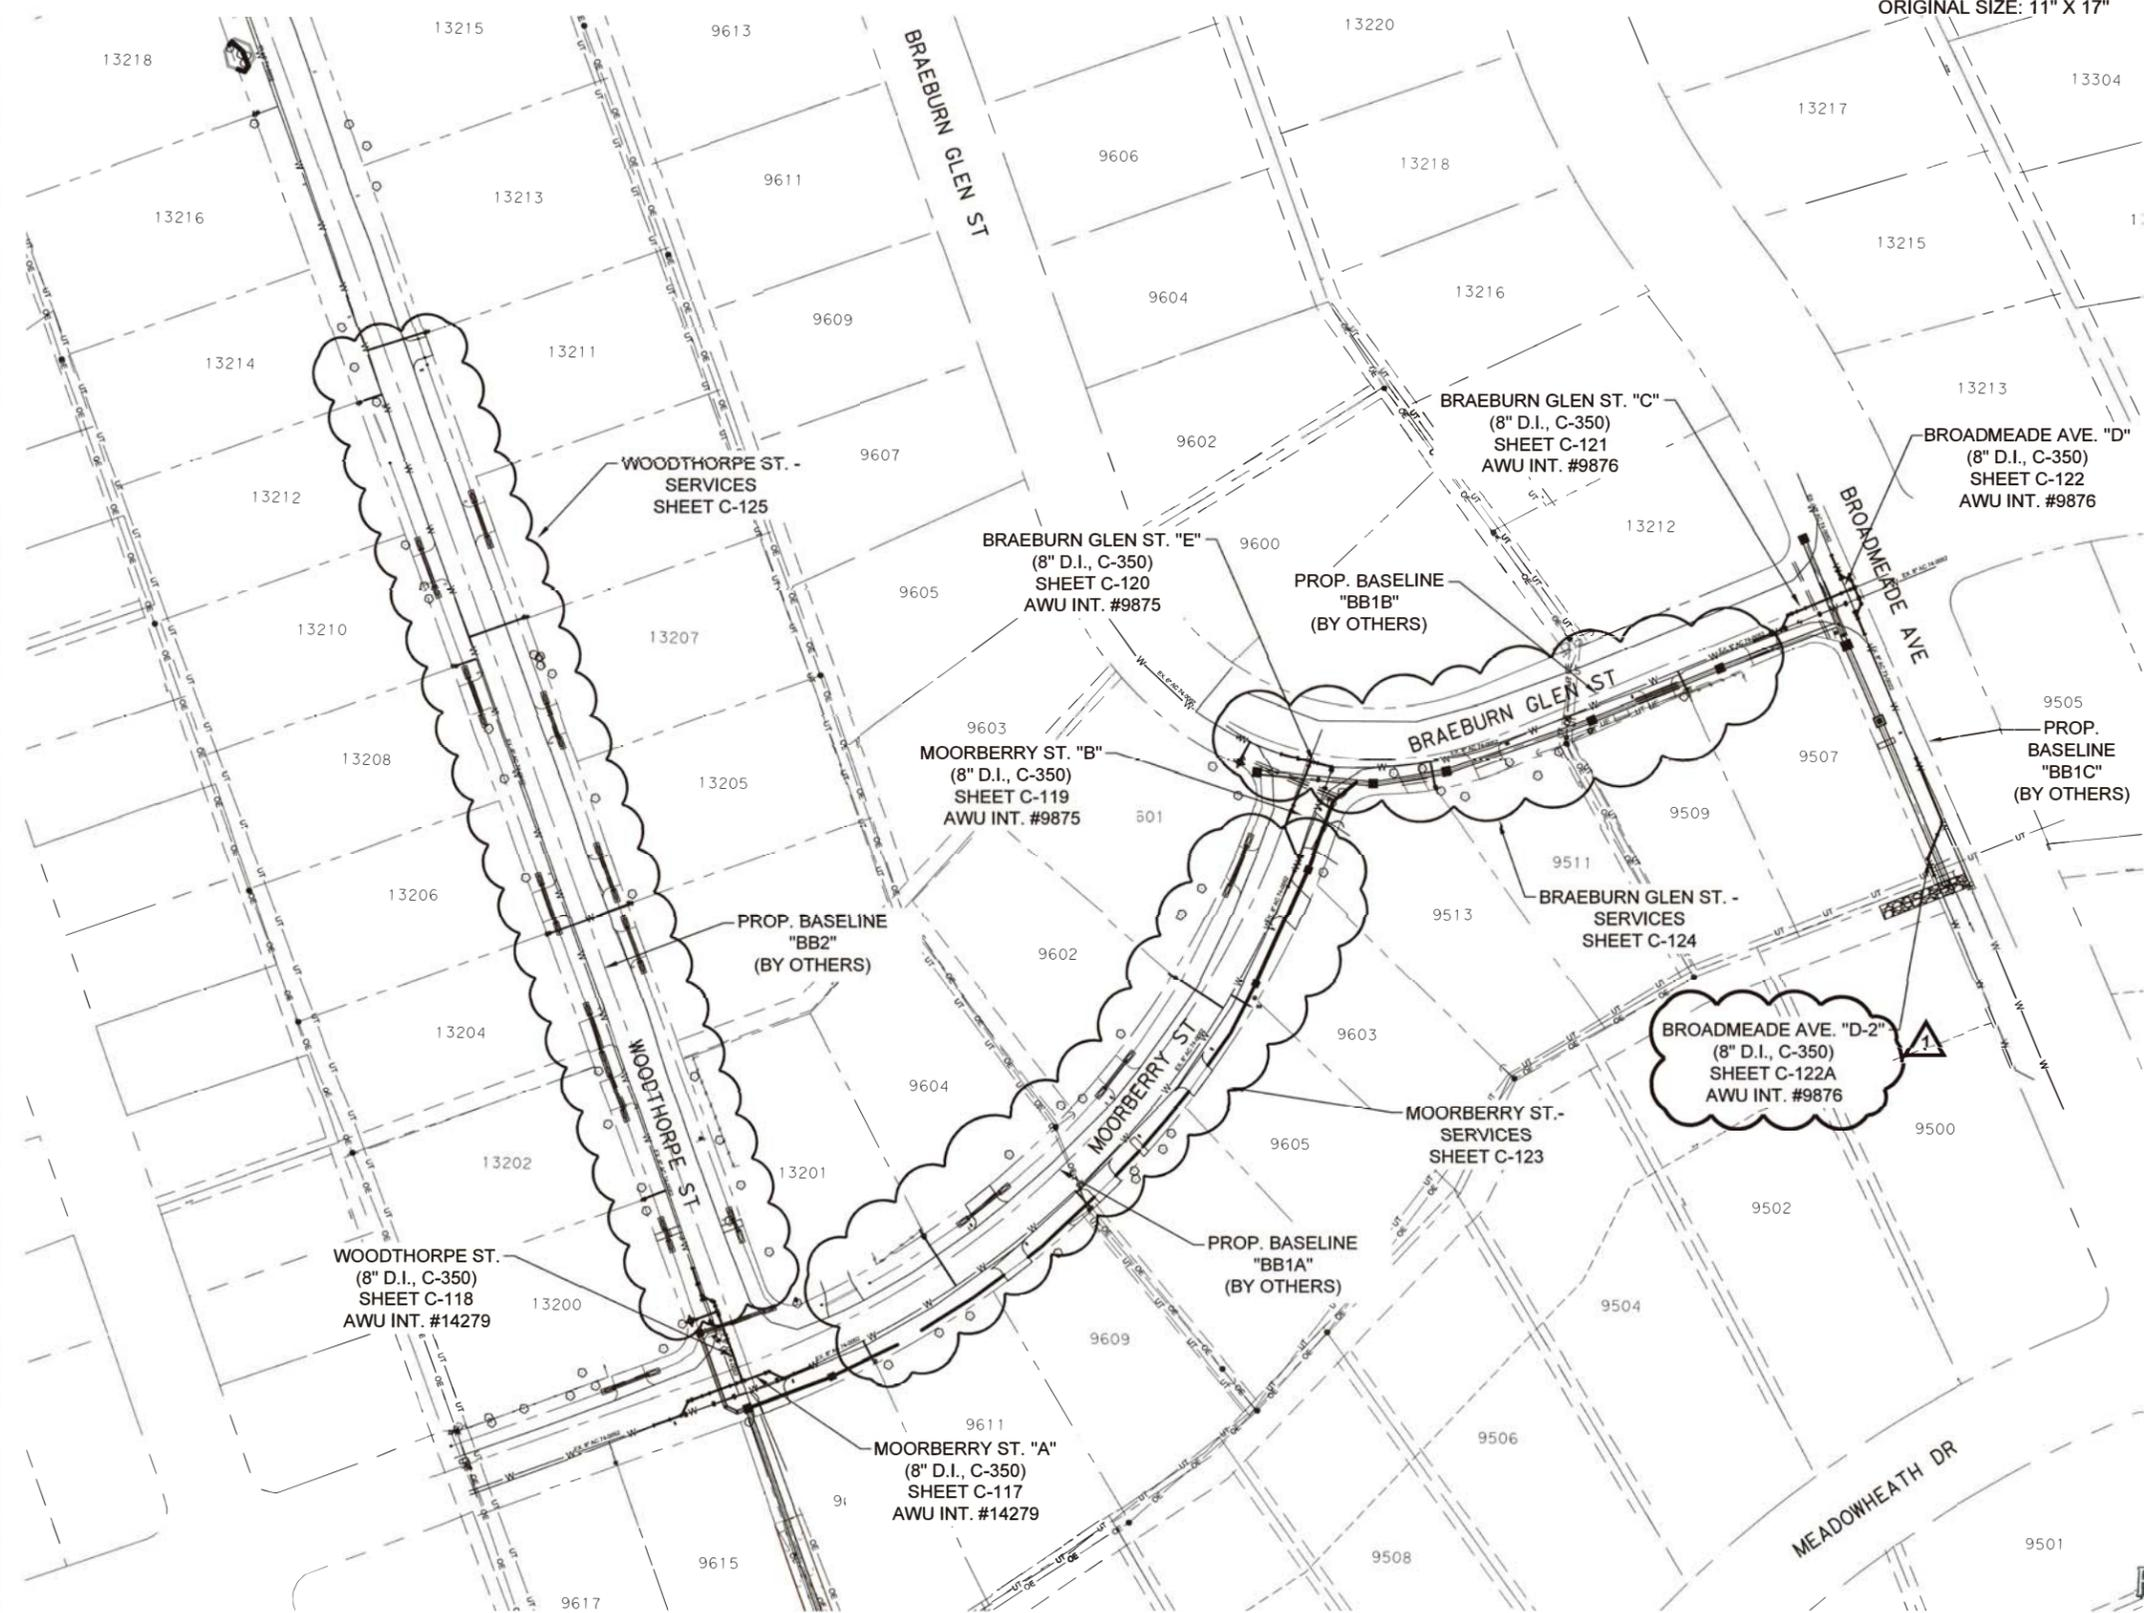 ORIGINAL SIZE: 11" X 17"
13218
13215
9613
13220
13304
13217
BRAEBURN GLEN ST
9606
13218
9611
13213
13216
13215
13216
9604
9609
13211
13214
13213
9602
9607
13212
BRAEBURN GLEN ST. "C"
(8" D.I., C-350)
SHEET C-121
AWU INT. #9876
BROADMEADE AVE. "D"
(8" D.I., C-350)
SHEET C-122
AWU INT. #9876
WOODTHORPE ST. -
SERVICES
SHEET C-125
BROADMEADE AVE
13212
9600
BRAEBURN GLEN ST. "E"
(8" D.I., C-350)
SHEET C-120
AWU INT. #9875
PROP. BASELINE
"BB1B"
(BY OTHERS)
9605
13210
13207
BRAEBURN GLEN ST
9505
9603
PROP.
BASELINE
"BB1C"
(BY OTHERS)
MOORBERRY ST. "B"
(8" D.I., C-350)
SHEET C-119
AWU INT. #9875
13208
13205
9507
9509
601
9511
13206
9513
BRAEBURN GLEN ST. -
SERVICES
SHEET C-124
PROP. BASELINE
"BB2"
(BY OTHERS)
9602
13204
WOODTHORPE ST
9604
MOORBERRY ST
9603
BROADMEADE AVE. "D-2"
(8" D.I., C-350)
SHEET C-122A
AWU INT. #9876
1
9500
MOORBERRY ST.-
SERVICES
SHEET C-123
9605
13202
13201
9502
WOODTHORPE ST.
(8" D.I., C-350)
SHEET C-118
AWU INT. #14279
13200
PROP. BASELINE
"BB1A"
(BY OTHERS)
9504
9609
9611
9506
MOORBERRY ST. "A"
(8" D.I., C-350)
SHEET C-117
AWU INT. #14279
MEADOWHEATH DR
9615
9508
9501
9617